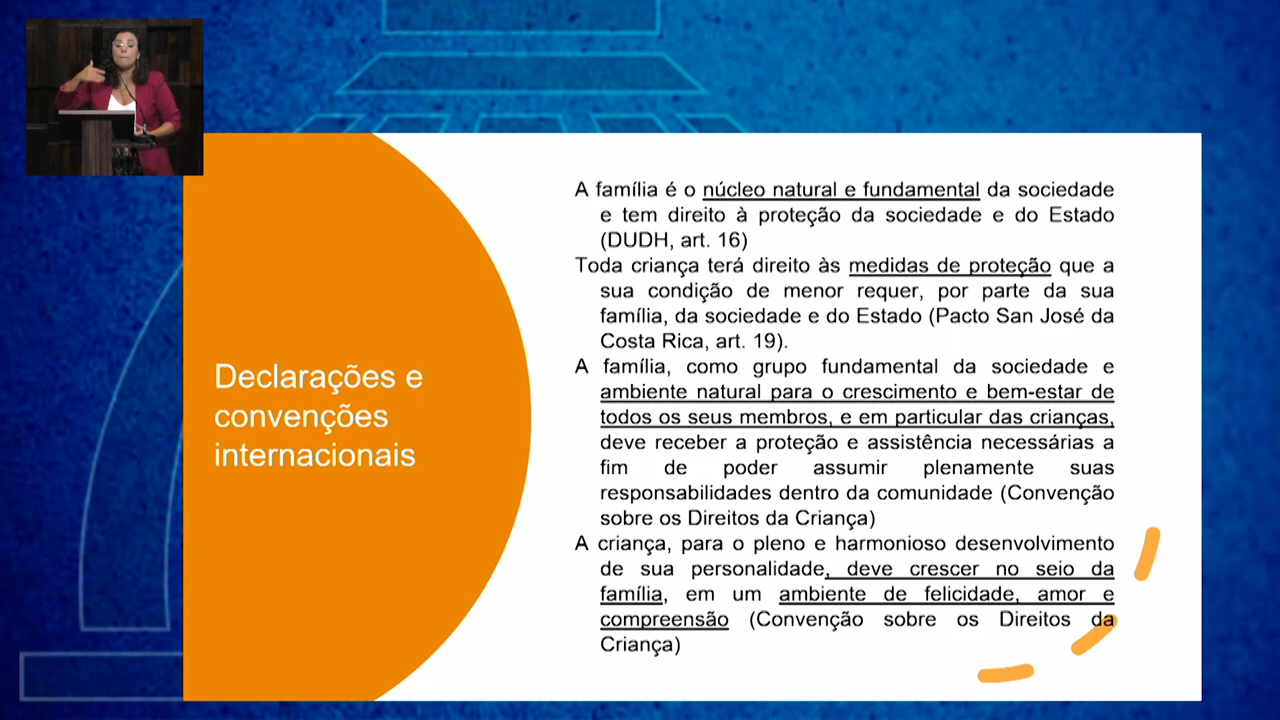 Declarações e
convenções
internacionais
A família é o núcleo natural e fundamental da sociedade
e tem direito à proteção da sociedade e do Estado
(DUDH, art. 16)
Toda criança terá direito às medidas de proteção que a
sua condição de menor requer, por parte da sua
família, da sociedade e do Estado (Pacto San José da
Costa Rica, art. 19).
A família, como grupo fundamental da sociedade e
ambiente natural para o crescimento e bem-estar de
todos os seus membros, e em particular das crianças,
deve receber a proteção e assistência necessárias a
fim de poder assumir plenamente suas
responsabilidades dentro da comunidade (Convenção
sobre os Direitos da Criança)
A criança, para o pleno e harmonioso desenvolvimento
de sua personalidade, deve crescer no seio da
família, em um ambiente de felicidade, amor e
compreensão (Convenção sobre os Direitos da
Criança)